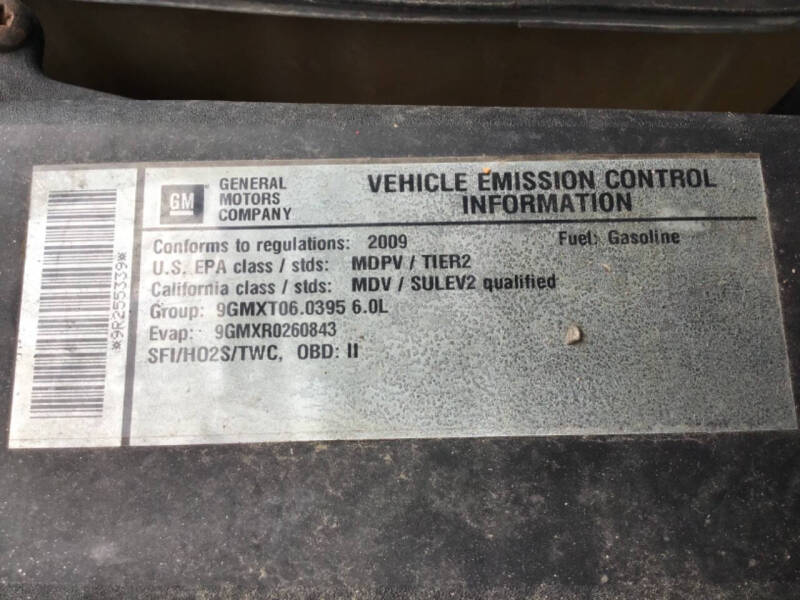 *9R255339*
GM
GENERAL
MOTORS
COMPANY
VEHICLE EMISSION CONTROL
INFORMATION
Conforms to regulations: 2009 Fuel: Gasoline
U.S. EPA class / stds: MDPV / TIER2
California class / stds: MDV / SULEV2 qualified
Group: 9GMXT06.0395 6.0L
Evap: 9GMXR0260843
SFI/HO2S/TWC, OBD: II